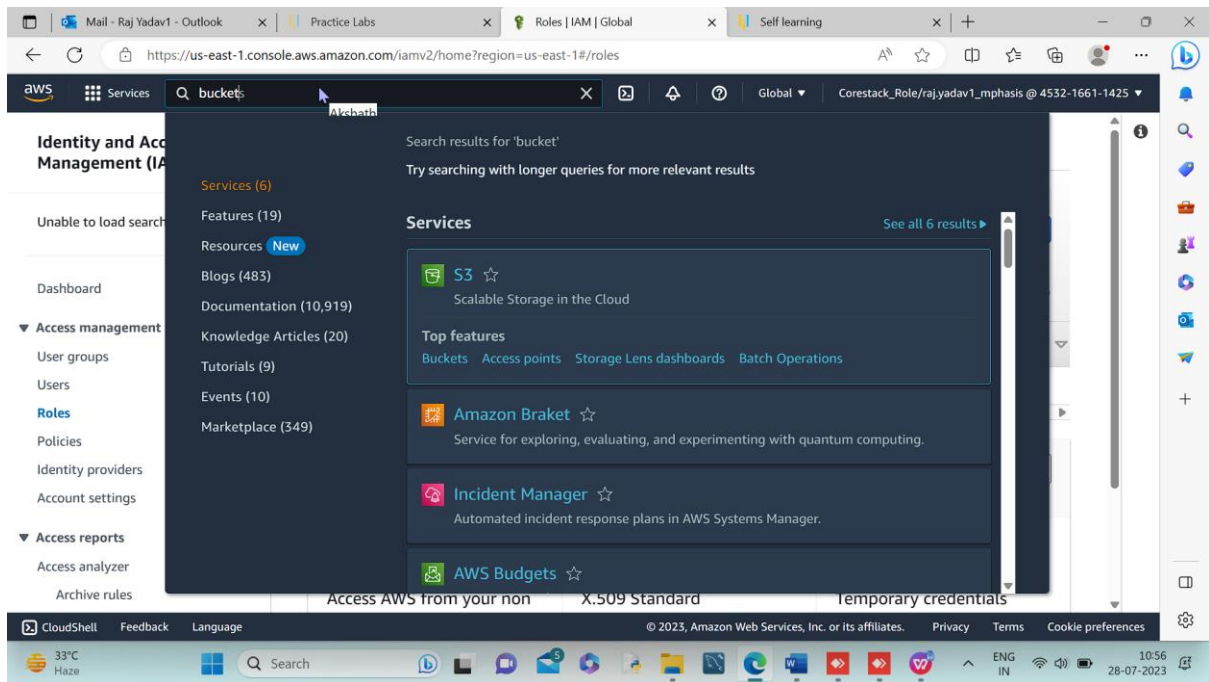 Mail - Raj Yadav1 - Outlook
Practice Labs
Roles | IAM | Global
Self learning
https://us-east-1.console.aws.amazon.com/iamv2/home?region=us-east-1#/roles
aws
Services
buckets
Global
Corestack_Role/raj.yadav1_mphasis @ 4532-1661-1425
Akshath
Identity and Acc
Management (IA
Unable to load search
Dashboard
Access management
User groups
Users
Roles
Policies
Identity providers
Account settings
Access reports
Access analyzer
Archive rules
Services (6)
Features (19)
Resources New
Blogs (483)
Documentation (10,919)
Knowledge Articles (20)
Tutorials (9)
Events (10)
Marketplace (349)
Search results for 'bucket'
Try searching with longer queries for more relevant results
Services
See all 6 results
S3
Scalable Storage in the Cloud
Top features
Buckets Access points Storage Lens dashboards Batch Operations
Amazon Braket
Service for exploring, evaluating, and experimenting with quantum computing.
Incident Manager
Automated incident response plans in AWS Systems Manager.
AWS Budgets
Access AWS from your non X.509 Standard Temporary credentials
CloudShell Feedback Language © 2023, Amazon Web Services, Inc. or its affiliates. Privacy Terms Cookie preferences
33°C
Haze
Search
5
ENG
IN
10:56
28-07-2023